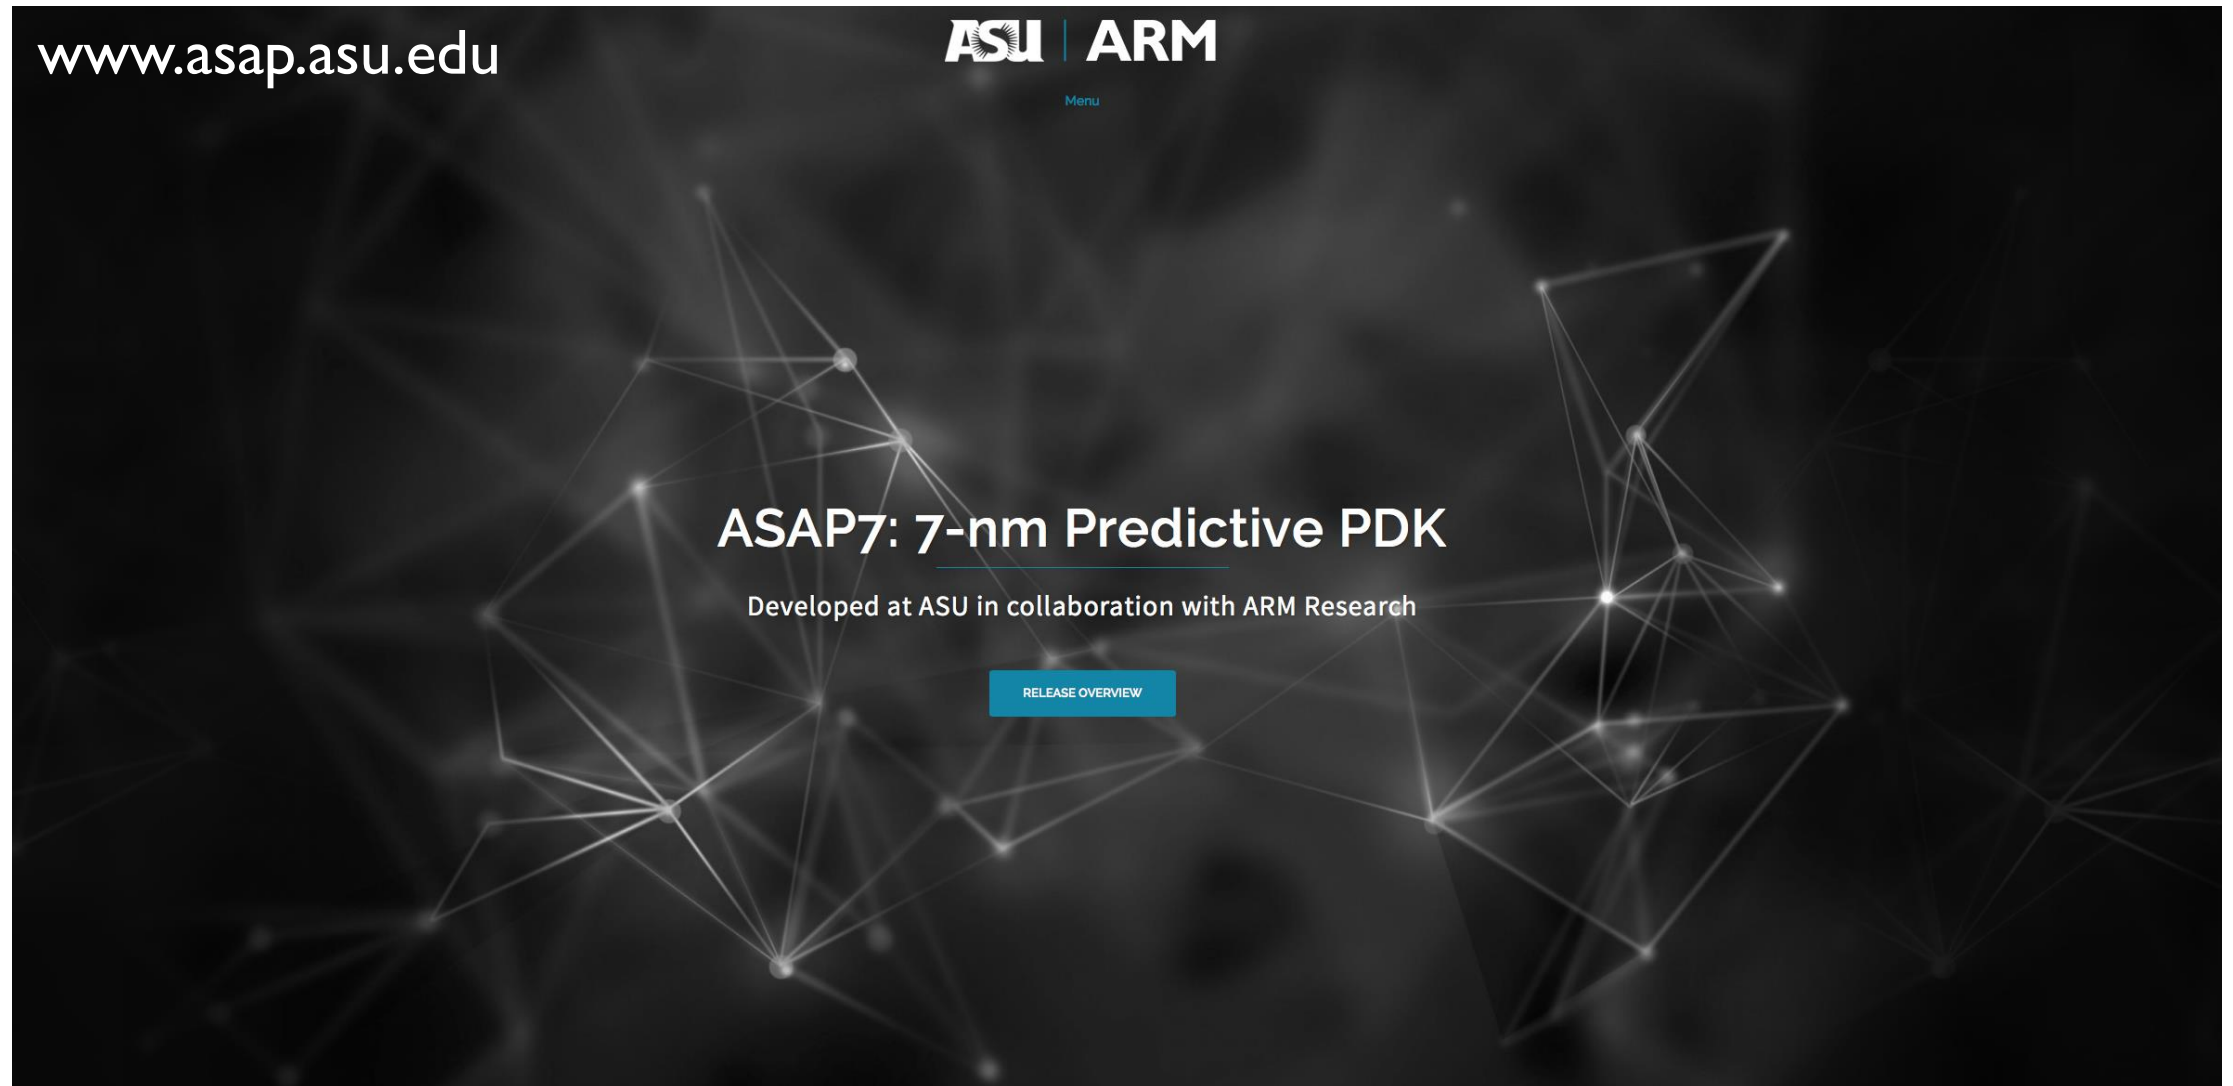 www.asap.asu.edu
ASU | ARM
Menu
ASAP7: 7-nm Predictive PDK
Developed at ASU in collaboration with ARM Research
RELEASE OVERVIEW